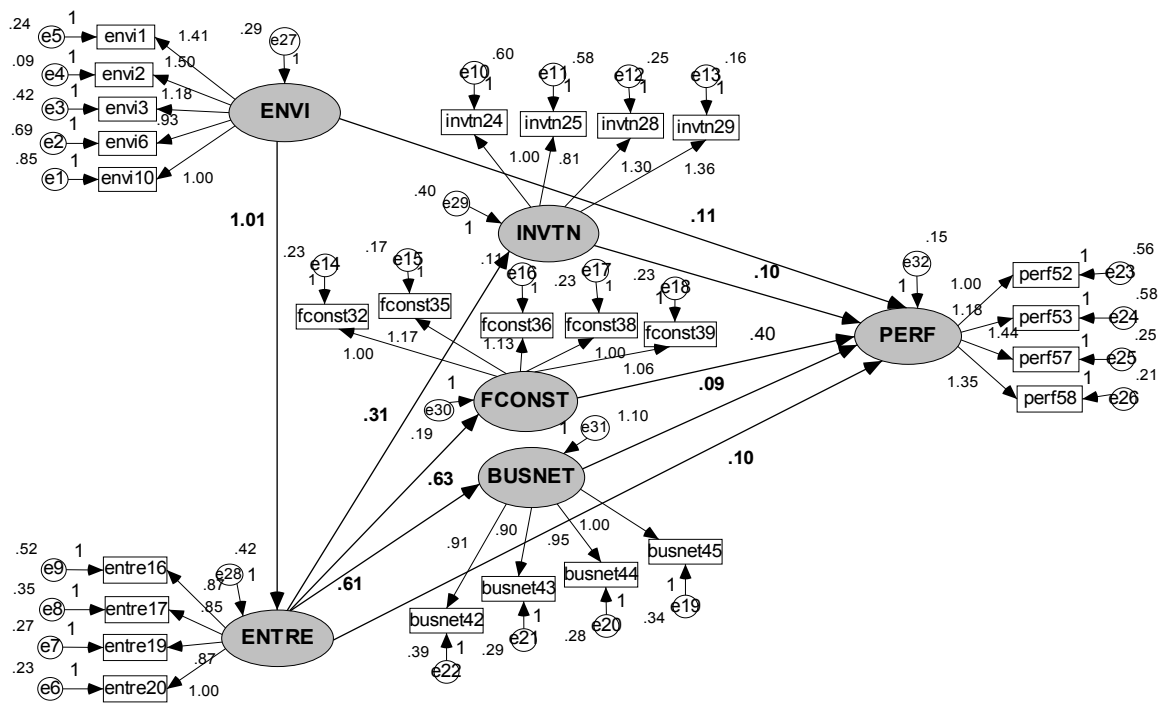 .24 e5 1 envi1 1.41
.09 e4 1 envi2 1.50
.42 e3 1 envi3 1.18
.69 e2 1 envi6 .93
.85 e1 1 envi10 1.00
.29 e27 1
ENVI
.60 e10 1 invtn24 1.00
.58 e11 1 invtn25 .81
.25 e12 1 invtn28 1.30
.16 e13 1 invtn29 1.36
.40 e29 1
INVTN
1.01
.11
.10
.15 e32 1
PERF
1.00 perf52 1 e23 .56
1.18 perf53 1 e24 .58
1.44 perf57 1 e25 .25
1.35 perf58 1 e26 .21
.23 e14 1 fconst32 1.00
.17 e15 1 fconst35 1.17
.11 e16 1 fconst36 1.13
.23 e17 1 fconst38 1.00
.23 e18 1 fconst39 1.06
.40
1 e30 .19
FCONST
.09
.31
.63
1.10
1 e31
BUSNET
.10
.61
.91 busnet42 1 e22 .39
.90 busnet43 1 e21 .29
.95 busnet44 1 e20 .28
1.00 busnet45 1 e19 .34
.52 e9 1 entre16 .87
.35 e8 1 entre17 .85
.27 e7 1 entre19 .87
.23 e6 1 entre20 1.00
.42 e28 1
ENTRE